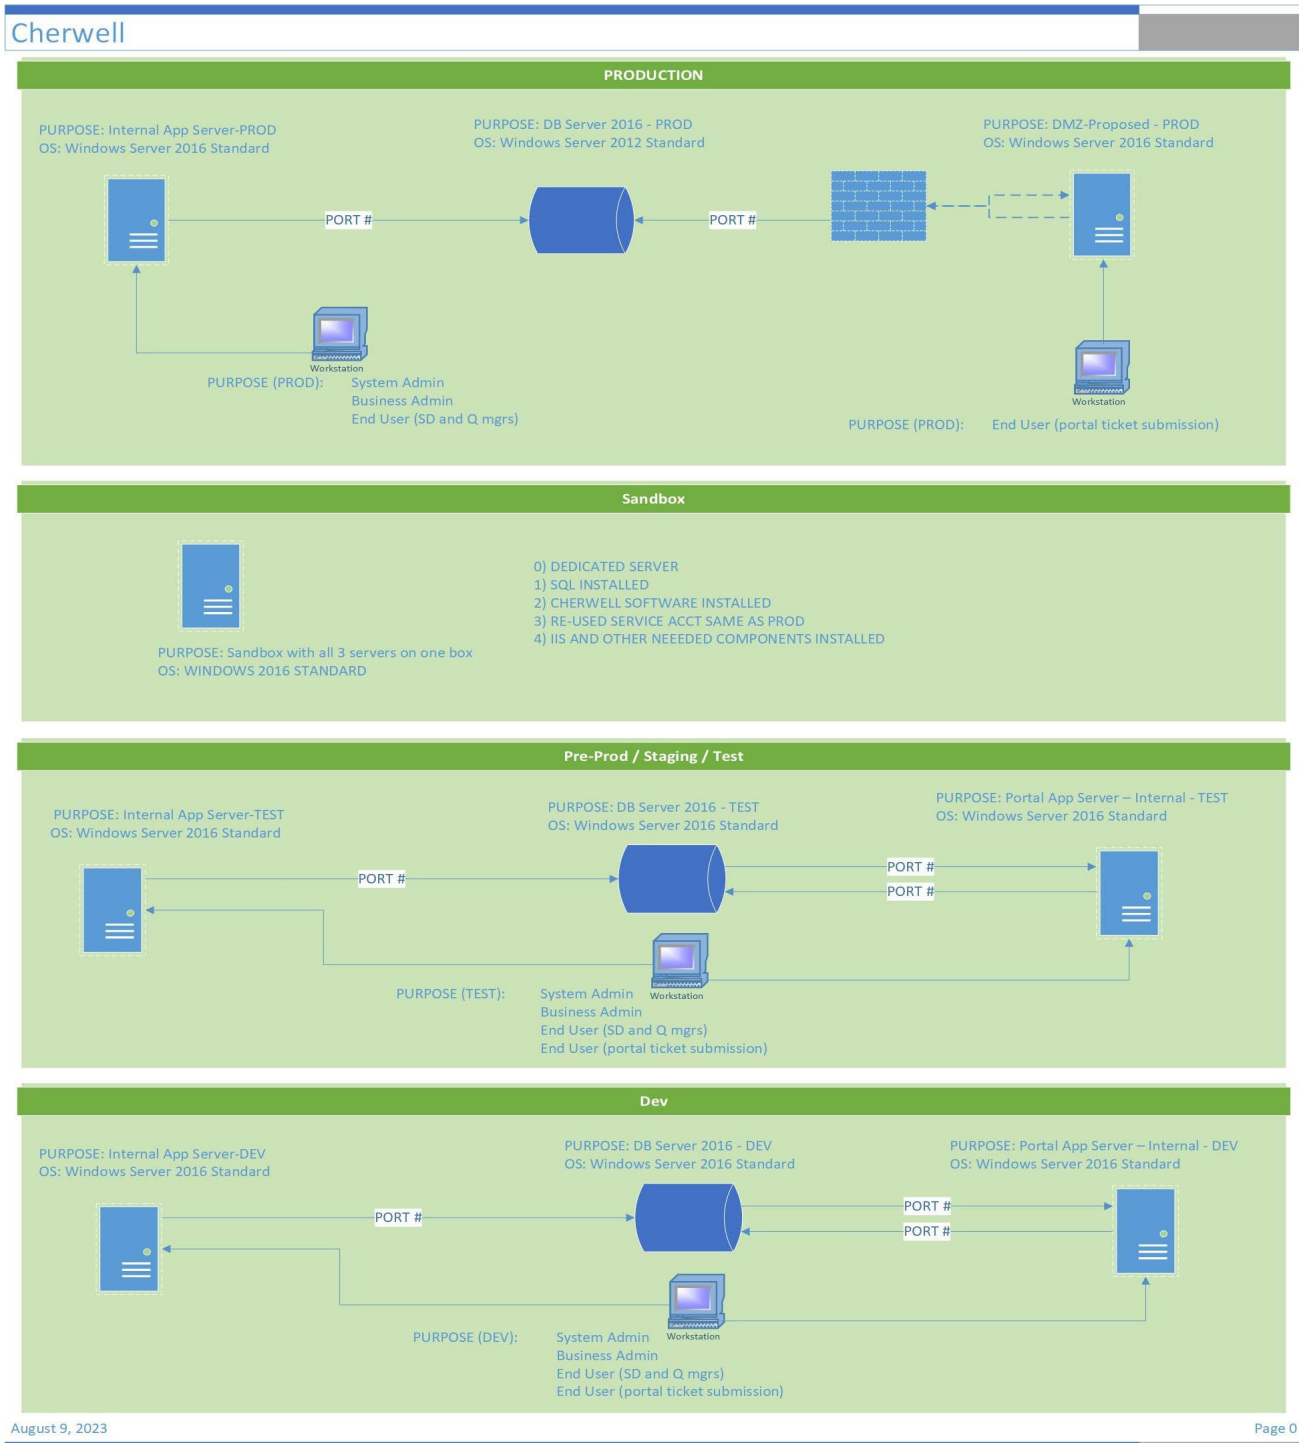 Cherwell
PRODUCTION
PURPOSE: Internal App Server-PROD
OS: Windows Server 2016 Standard
PURPOSE: DB Server 2016 - PROD
OS: Windows Server 2012 Standard
PURPOSE: DMZ-Proposed - PROD
OS: Windows Server 2016 Standard
PORT #
PORT #
Workstation
PURPOSE (PROD): System Admin
Business Admin
End User (SD and Q mgrs)
Workstation
PURPOSE (PROD): End User (portal ticket submission)
Sandbox
0) DEDICATED SERVER
1) SQL INSTALLED
2) CHERWELL SOFTWARE INSTALLED
3) RE-USED SERVICE ACCT SAME AS PROD
4) IIS AND OTHER NEEEDED COMPONENTS INSTALLED
PURPOSE: Sandbox with all 3 servers on one box
OS: WINDOWS 2016 STANDARD
Pre-Prod / Staging / Test
PURPOSE: Internal App Server-TEST
OS: Windows Server 2016 Standard
PURPOSE: DB Server 2016 - TEST
OS: Windows Server 2016 Standard
PURPOSE: Portal App Server – Internal - TEST
OS: Windows Server 2016 Standard
PORT #
PORT #
PORT #
Workstation
PURPOSE (TEST): System Admin
Business Admin
End User (SD and Q mgrs)
End User (portal ticket submission)
Dev
PURPOSE: Internal App Server-DEV
OS: Windows Server 2016 Standard
PURPOSE: DB Server 2016 - DEV
OS: Windows Server 2016 Standard
PURPOSE: Portal App Server – Internal - DEV
OS: Windows Server 2016 Standard
PORT #
PORT #
PORT #
Workstation
PURPOSE (DEV): System Admin
Business Admin
End User (SD and Q mgrs)
End User (portal ticket submission)
August 9, 2023
Page 0